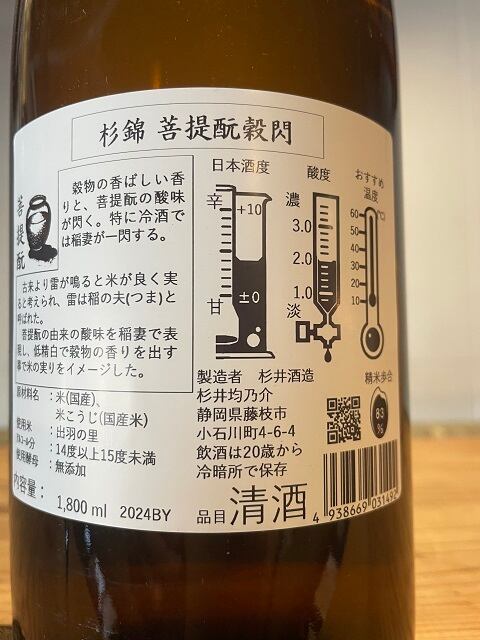 杉錦 菩提酛穀閃
菩提酛
穀物の香ばしい香
りと、菩提酛の酸味
が閃く。特に冷酒で
は稲妻が一閃する。
古来より雷が鳴ると米が良く実
ると考えられ、雷は稲の夫(つま)と
呼ばれた。
菩提酛の由来の酸味を稲妻で表
現し、低精白で穀物の香りを出す
事で米の実りをイメージした。
原材料名：米(国産)、
米こうじ(国産米)
使用米：出羽の里
ｱﾙｺｰﾙ分：14度以上15度未満
使用酵母：無添加
内容量：1,800ml 2024BY
日本酒度
辛
+10
±0
甘
酸度
濃
3.0
2.0
1.0
淡
おすすめ
温度
(℃)
60
50
40
30
20
10
精米歩合
83
%
製造者 杉井酒造
杉井均乃介
静岡県藤枝市
小石川町4-6-4
飲酒は20歳から
冷暗所で保存
品目 清酒
4 938669 031492